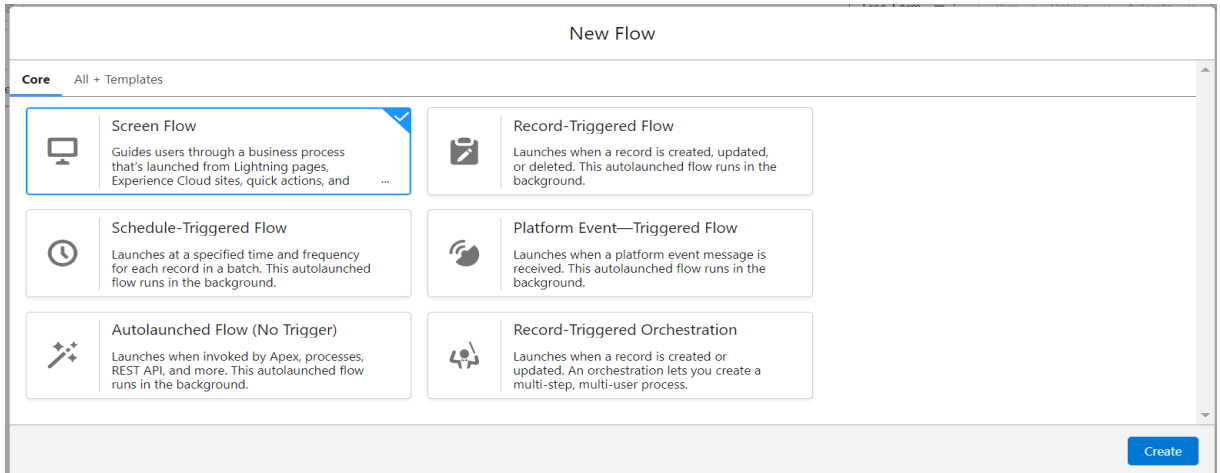 New Flow
Core All + Templates
Screen Flow
Guides users through a business process
that's launched from Lightning pages,
Experience Cloud sites, quick actions, and ...
Record-Triggered Flow
Launches when a record is created, updated,
or deleted. This autolaunched flow runs in the
background.
Schedule-Triggered Flow
Launches at a specified time and frequency
for each record in a batch. This autolaunched
flow runs in the background.
Platform Event—Triggered Flow
Launches when a platform event message is
received. This autolaunched flow runs in the
background.
Autolaunched Flow (No Trigger)
Launches when invoked by Apex, processes,
REST API, and more. This autolaunched flow
runs in the background.
Record-Triggered Orchestration
Launches when a record is created or
updated. An orchestration lets you create a
multi-step, multi-user process.
Create